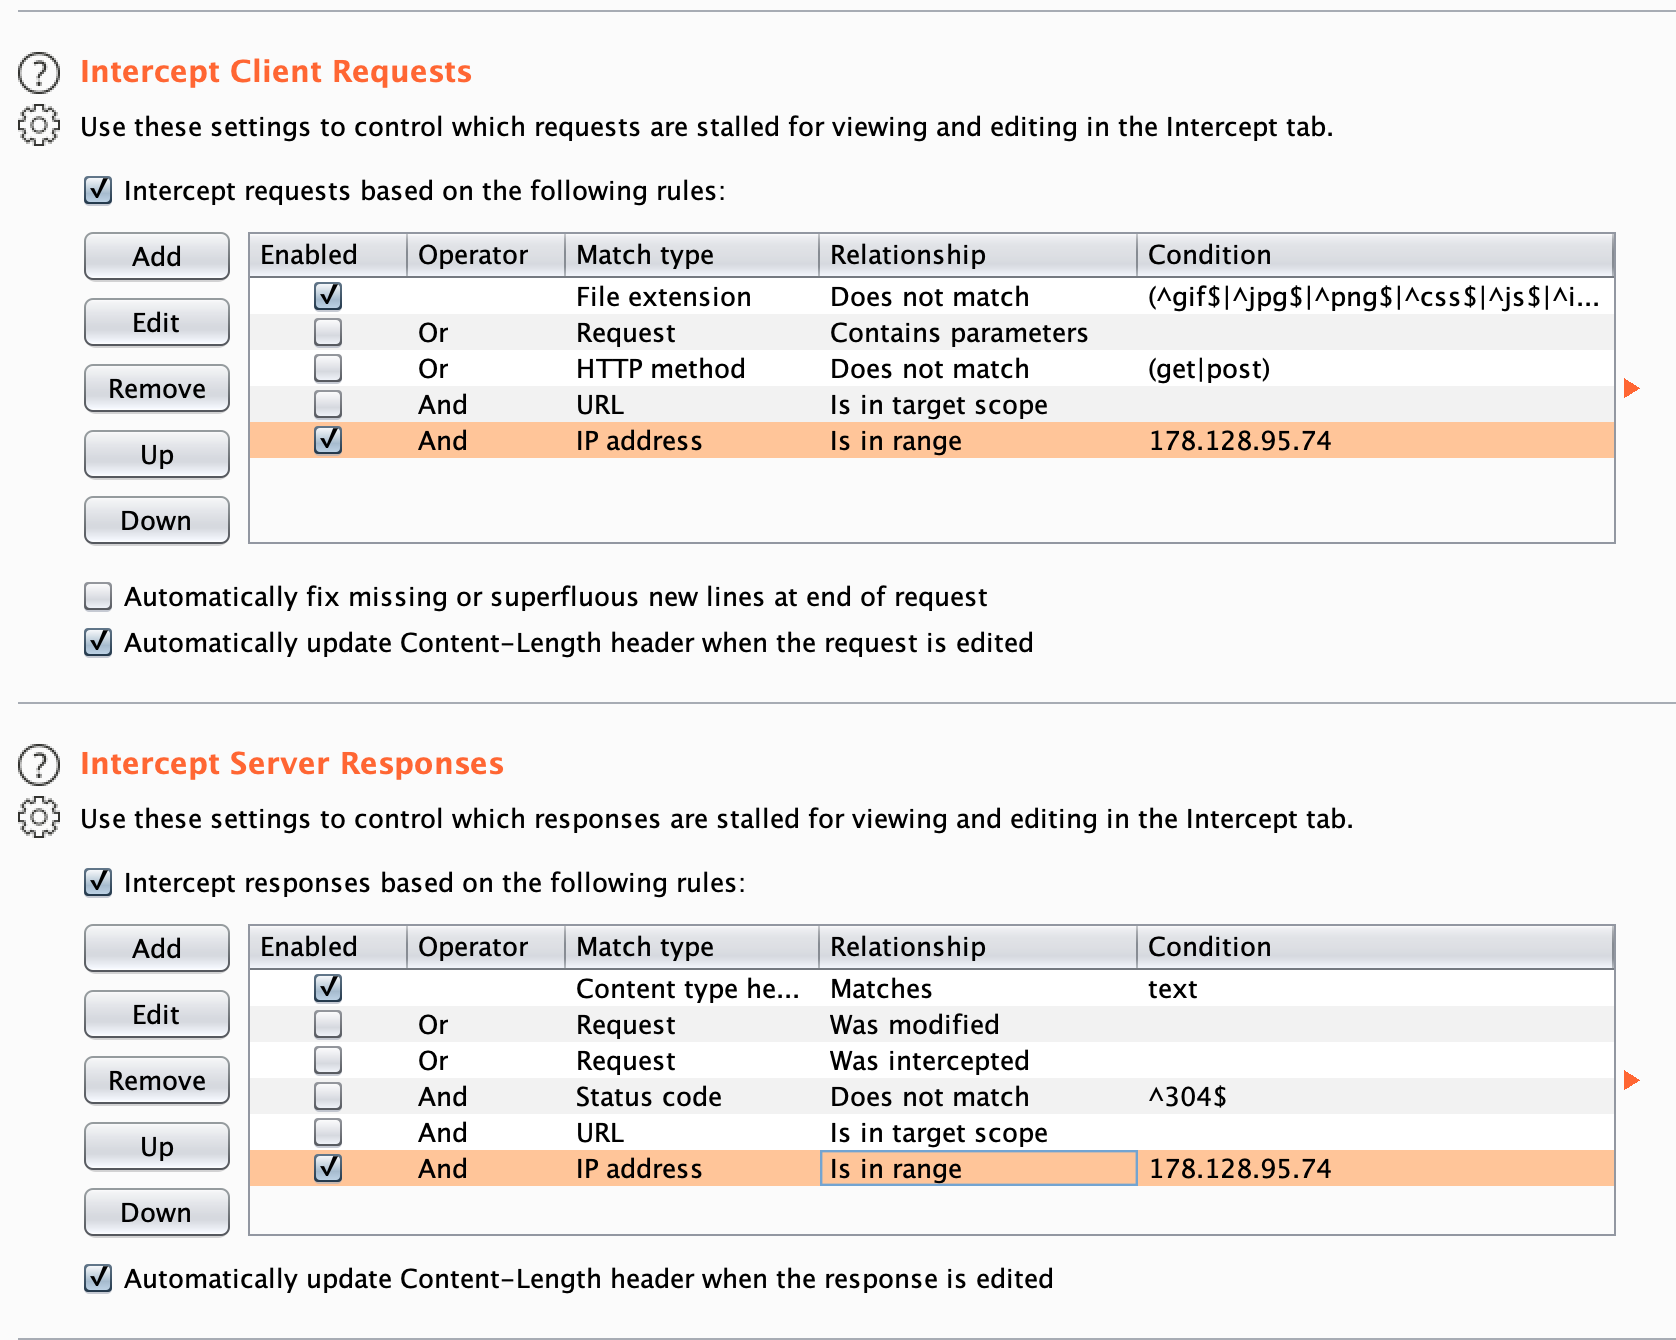 Intercept Client Requests
Use these settings to control which requests are stalled for viewing and editing in the Intercept tab.
Intercept requests based on the following rules:
Add
Edit
Remove
Up
Down
Enabled Operator Match type Relationship Condition
File extension Does not match (^gif$|^jpg$|^png$|^css$|^js$|^i...
Or Request Contains parameters
Or HTTP method Does not match (get|post)
And URL Is in target scope
And IP address Is in range 178.128.95.74
Automatically fix missing or superfluous new lines at end of request
Automatically update Content-Length header when the request is edited
Intercept Server Responses
Use these settings to control which responses are stalled for viewing and editing in the Intercept tab.
Intercept responses based on the following rules:
Add
Edit
Remove
Up
Down
Enabled Operator Match type Relationship Condition
Content type he... Matches text
Or Request Was modified
Or Request Was intercepted
And Status code Does not match ^304$
And URL Is in target scope
And IP address Is in range 178.128.95.74
Automatically update Content-Length header when the response is edited